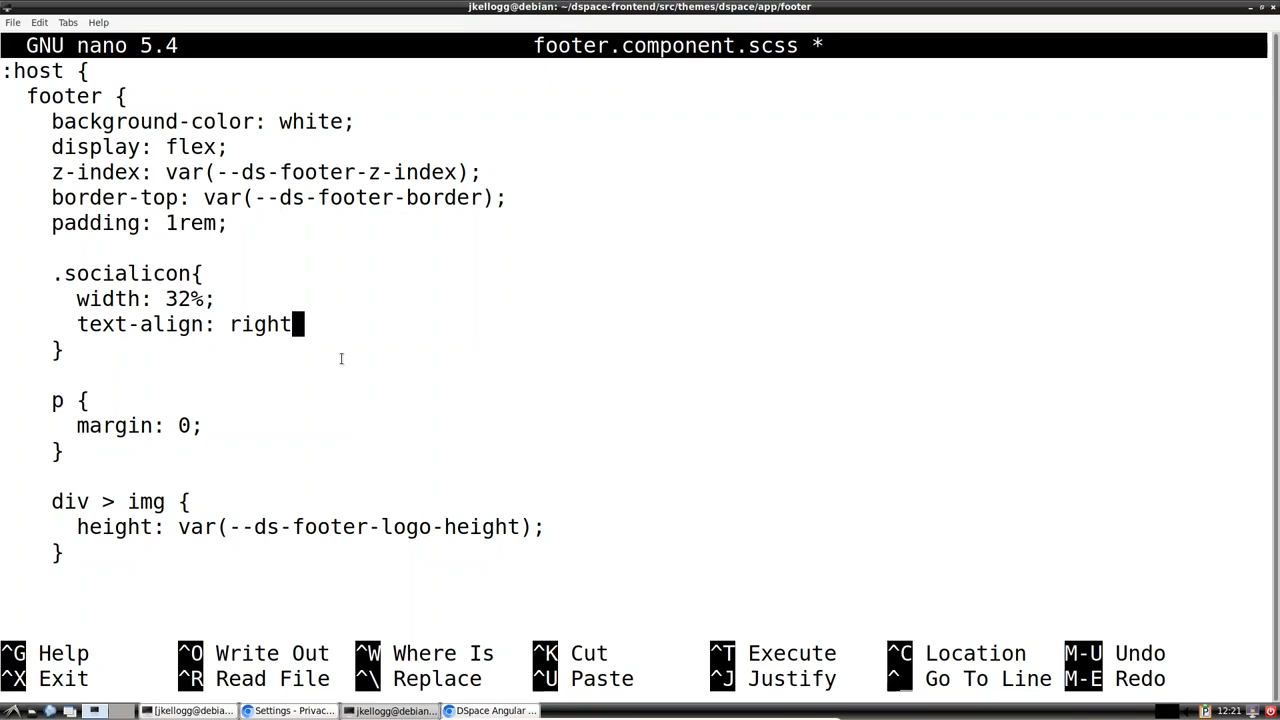 jkellogg@debian: ~/dspace-frontend/src/themes/dspace/app/footer
File Edit Tabs Help
GNU nano 5.4 footer.component.scss *
:host {
  footer {
    background-color: white;
    display: flex;
    z-index: var(--ds-footer-z-index);
    border-top: var(--ds-footer-border);
    padding: 1rem;

    .socialicon{
      width: 32%;
      text-align: right
    }

    p {
      margin: 0;
    }

    div > img {
      height: var(--ds-footer-logo-height);
    }

^G Help ^O Write Out ^W Where Is ^K Cut ^T Execute ^C Location M-U Undo
^X Exit ^R Read File ^\ Replace ^U Paste ^J Justify ^_ Go To Line M-E Redo
[jkellogg@debia... Settings - Privac... jkellogg@debian... DSpace Angular ... 12:21